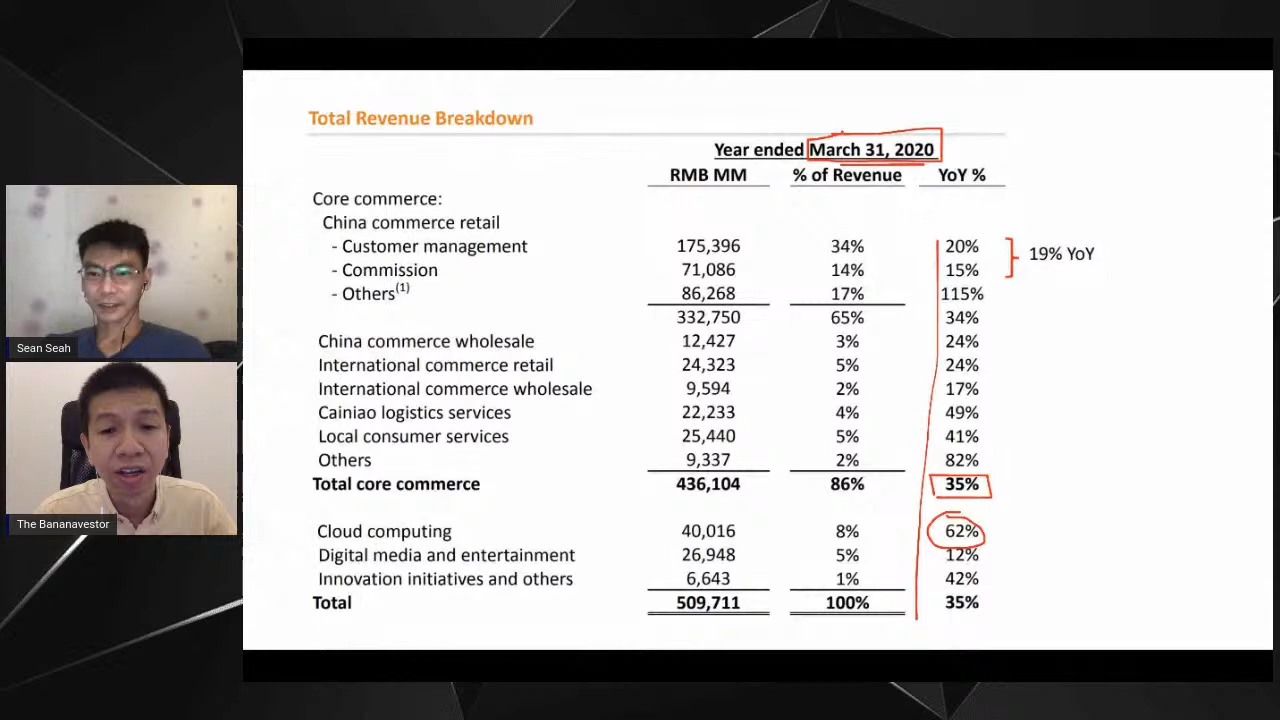 Total Revenue Breakdown
Year ended March 31, 2020
RMB MM % of Revenue YoY %
Core commerce:
China commerce retail
- Customer management 175,396 34% 20%
19% YoY
- Commission 71,086 14% 15%
- Others(1) 86,268 17% 115%
332,750 65% 34%
China commerce wholesale 12,427 3% 24%
International commerce retail 24,323 5% 24%
International commerce wholesale 9,594 2% 17%
Cainiao logistics services 22,233 4% 49%
Local consumer services 25,440 5% 41%
Others 9,337 2% 82%
Total core commerce 436,104 86% 35%
Cloud computing 40,016 8% 62%
Digital media and entertainment 26,948 5% 12%
Innovation initiatives and others 6,643 1% 42%
Total 509,711 100% 35%
Sean Seah
The Bananavestor